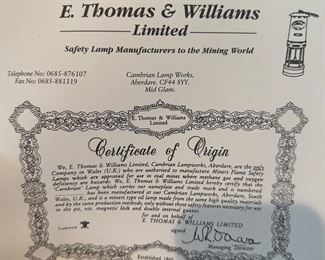 E. Thomas & Williams
Limited
Safety Lamp Manufacturers to the Mining World
Telephone No: 0685-876107
Fax No: 0685-881319
Cambrian Lamp Works,
Aberdare, CF44 8YY.
Mid Glam.
E. Thomas & Williams
Limited
Certificate of Origin
We, E. Thomas & Williams Limited, Cambrian Lampworks, Aberdare, are the only
Company in Wales (U.K.) who are authorised to manufacture Miners Flame Safety
Lamps which are approved for use in coal mines where methane gas and oxygen
deficiency are hazards. We, E. Thomas & Williams Limited hereby certify that the
"Cambrian" Lamp which carries our nameplate and trade mark and is numbered
has been manufactured at our Cambrian Lampworks, Aberdare, South
Wales, U.K., and is a miners type oil lamp made from the same high quality materials and
by the same production methods, only without those safety features necessary for use
in the pit, viz. magnetic lock and double internal gauzes.
for and on behalf of
E. THOMAS & WILLIAMS LIMITED
signed
Managing Director
Trademark
Established 1860